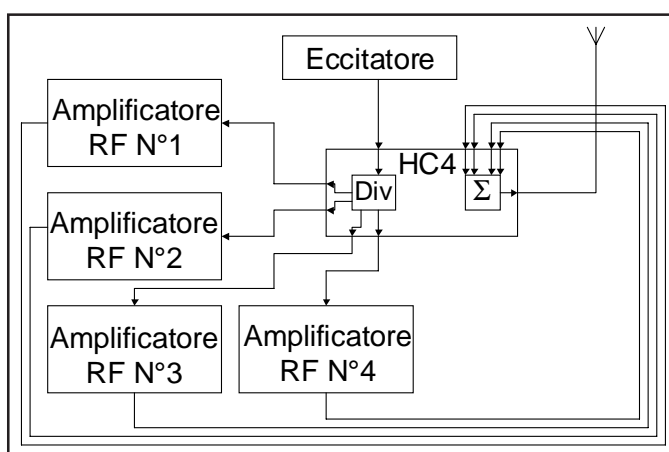 Eccitatore
Amplificatore
RF N°1
HC4
Div
Σ
Amplificatore
RF N°2
Amplificatore
RF N°3
Amplificatore
RF N°4